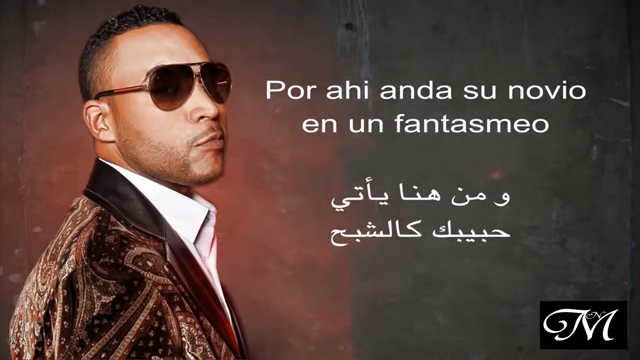 Por ahi anda su novio
en un fantasmeo
و من هنا يأتي
حبيبك كالشبح